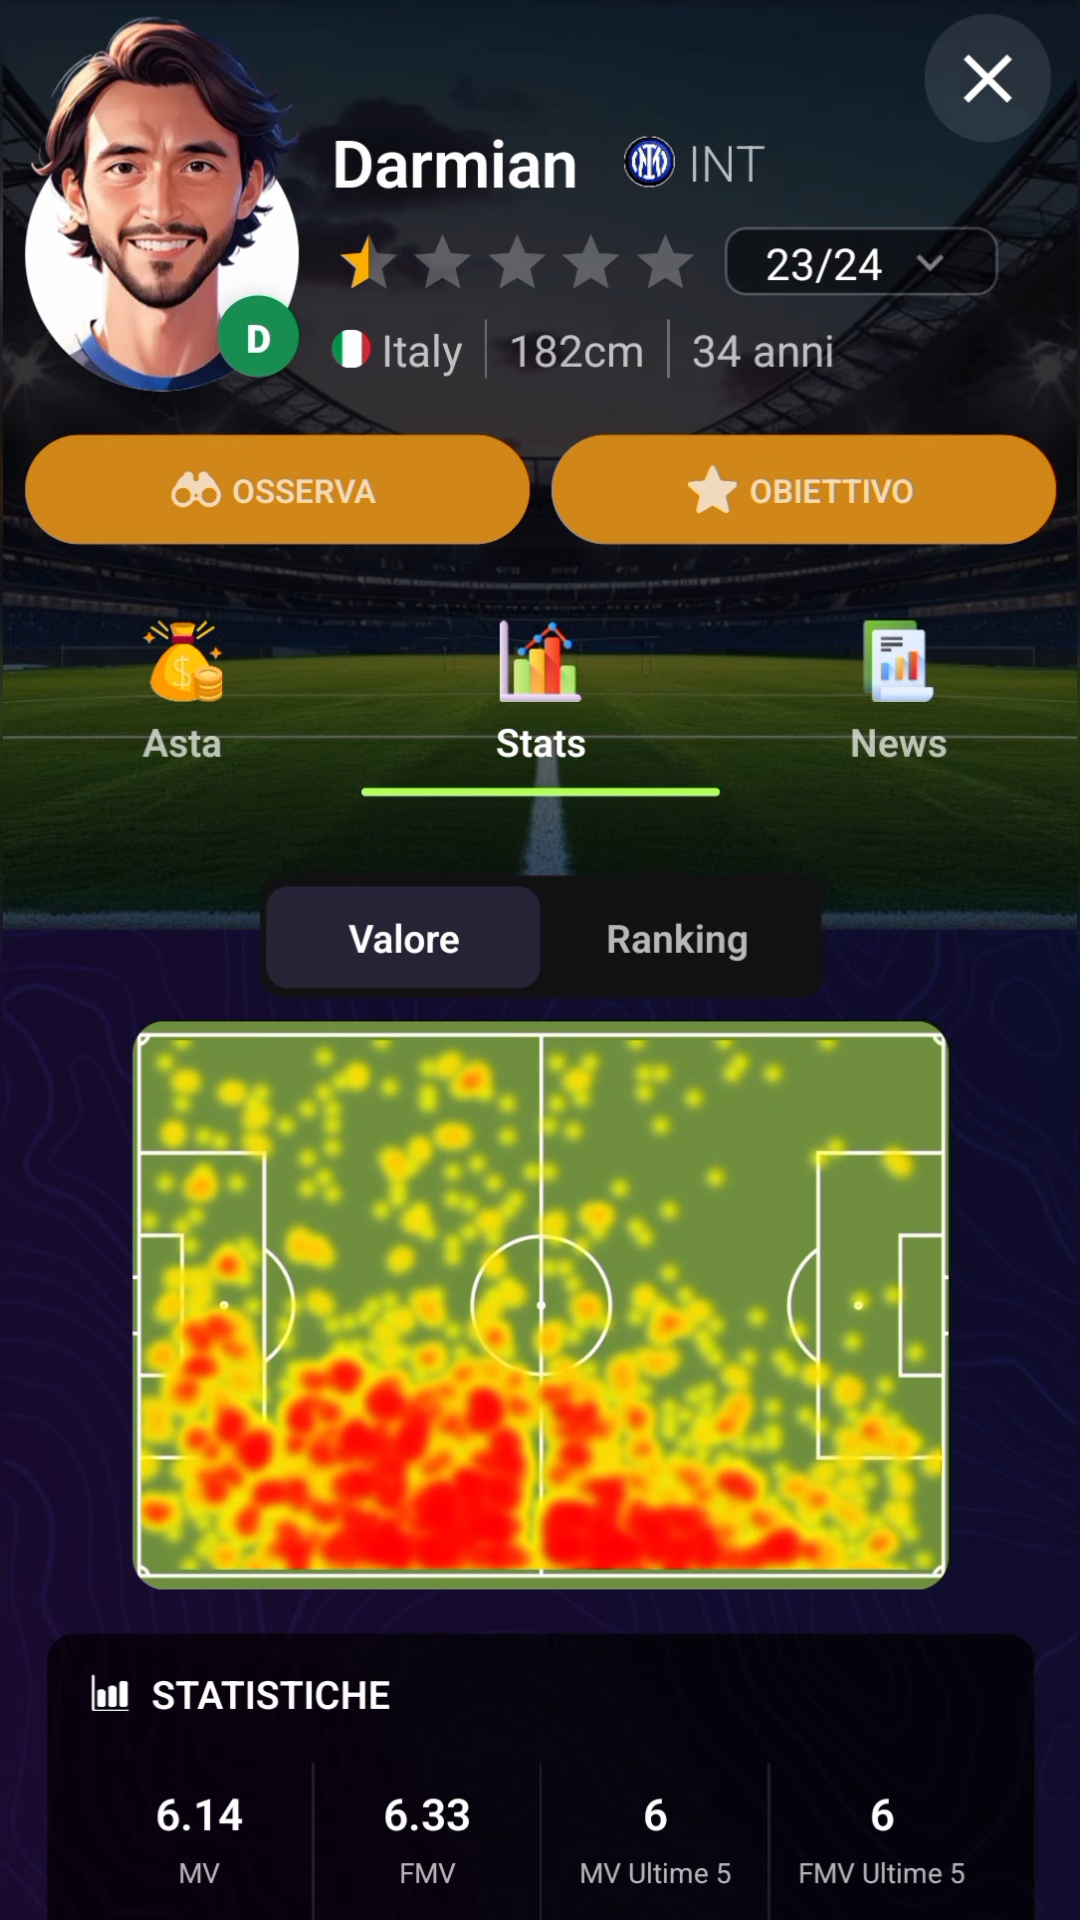 Darmian INT
23/24
D
Italy 182cm 34 anni
OSSERVA OBIETTIVO
Asta Stats News
Valore Ranking
STATISTICHE
6.14 6.33 6 6
MV FMV MV Ultime 5 FMV Ultime 5